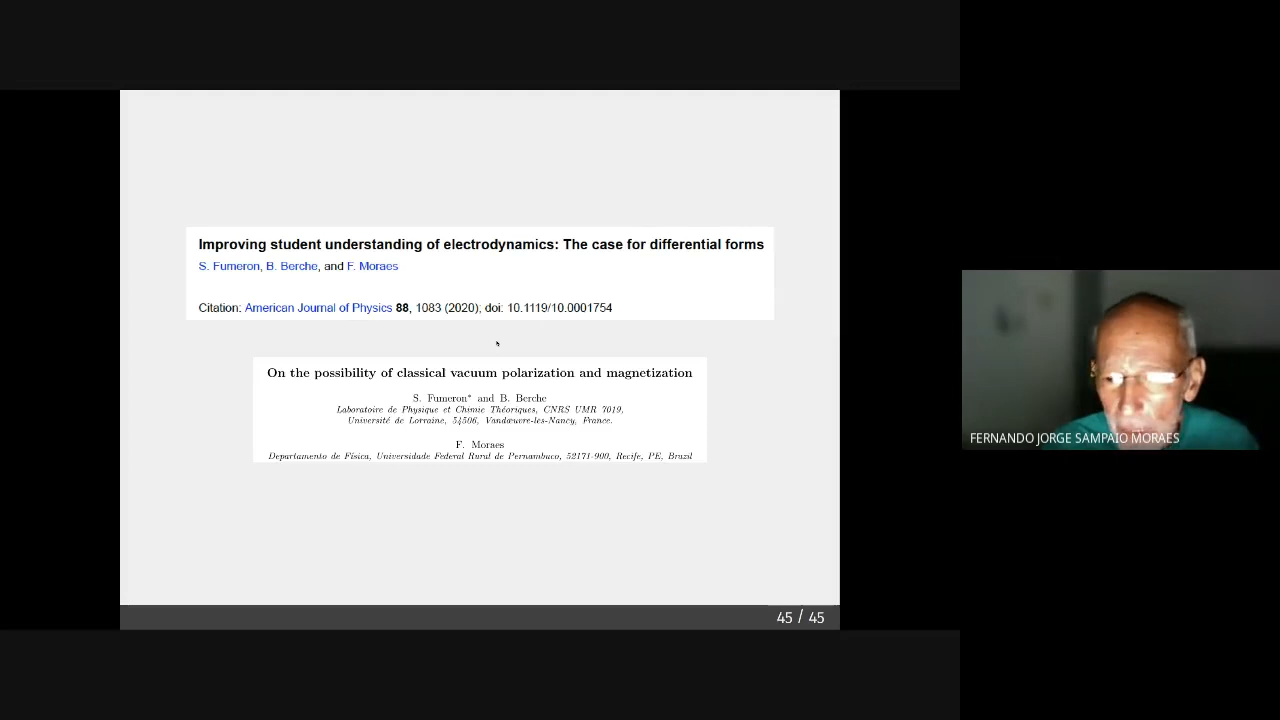 Improving student understanding of electrodynamics: The case for differential forms
S. Fumeron, B. Berche, and F. Moraes
Citation: American Journal of Physics 88, 1083 (2020); doi: 10.1119/10.0001754
On the possibility of classical vacuum polarization and magnetization
S. Fumeron* and B. Berche
Laboratoire de Physique et Chimie Théoriques, CNRS UMR 7019,
Université de Lorraine, 54506, Vandœuvre-les-Nancy, France.
F. Moraes
Departamento de Física, Universidade Federal Rural de Pernambuco, 52171-900, Recife, PE, Brazil
45 / 45
FERNANDO JORGE SAMPAIO MORAES